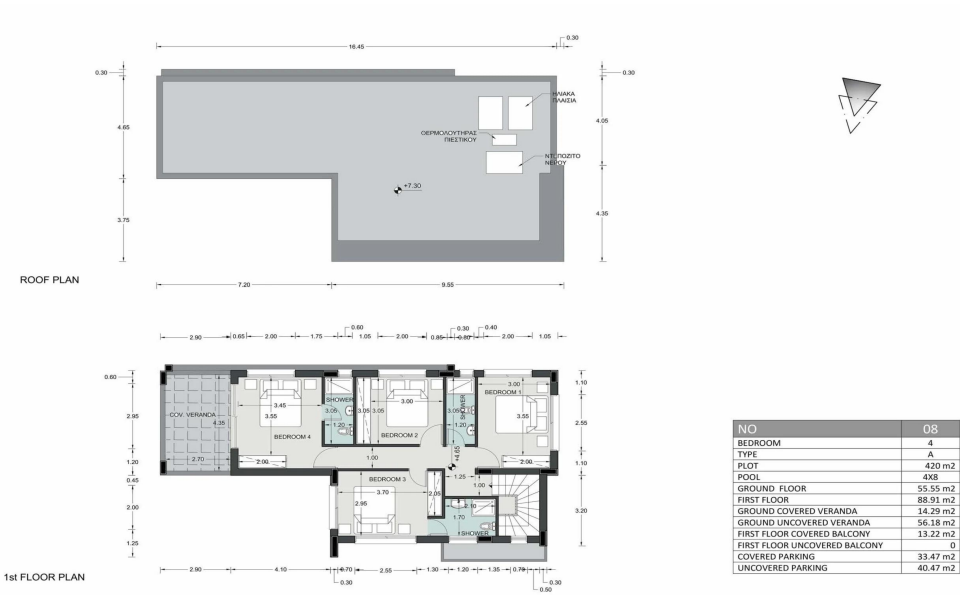 16.45
0.30
0.30
0.30
ΗΛΙΑΚΑ
ΠΛΑΙΣΙΑ
4.65
4.05
ΘΕΡΜΟΛΟΥΤΗΡΑΣ
ΠΙΕΣΤΙΚΟΥ
ΝΤΕΠΟΖΙΤΟ
ΝΕΡΟΥ
+7.30
3.75
4.35
ROOF PLAN
7.20
9.55
0.60
0.30
0.40
2.90
0.65
2.00
1.75
1.05
2.00
0.85
0.80
2.00
1.05
0.60
1.10
3.00
BEDROOM 1
SHOWER
3.45
3.00
SHOWER
2.95
COV. VERANDA
3.55
3.05
3.05
3.05
3.05
3.55
2.55
4.35
1.20
1.20
BEDROOM 4
BEDROOM 2
2.70
2.00
1.00
+4.65
2.00
1.20
1.10
0.45
BEDROOM 3
1.25
3.70
2.05
1.00
2.00
2.95
2.10
3.20
1.70
SHOWER
1.25
2.90
4.10
0.70
2.55
1.30
1.20
1.35
0.79
0.30
0.30
0.50
1st FLOOR PLAN
NO 08
BEDROOM 4
TYPE A
PLOT 420 m2
POOL 4X8
GROUND FLOOR 55.55 m2
FIRST FLOOR 88.91 m2
GROUND COVERED VERANDA 14.29 m2
GROUND UNCOVERED VERANDA 56.18 m2
FIRST FLOOR COVERED BALCONY 13.22 m2
FIRST FLOOR UNCOVERED BALCONY 0
COVERED PARKING 33.47 m2
UNCOVERED PARKING 40.47 m2